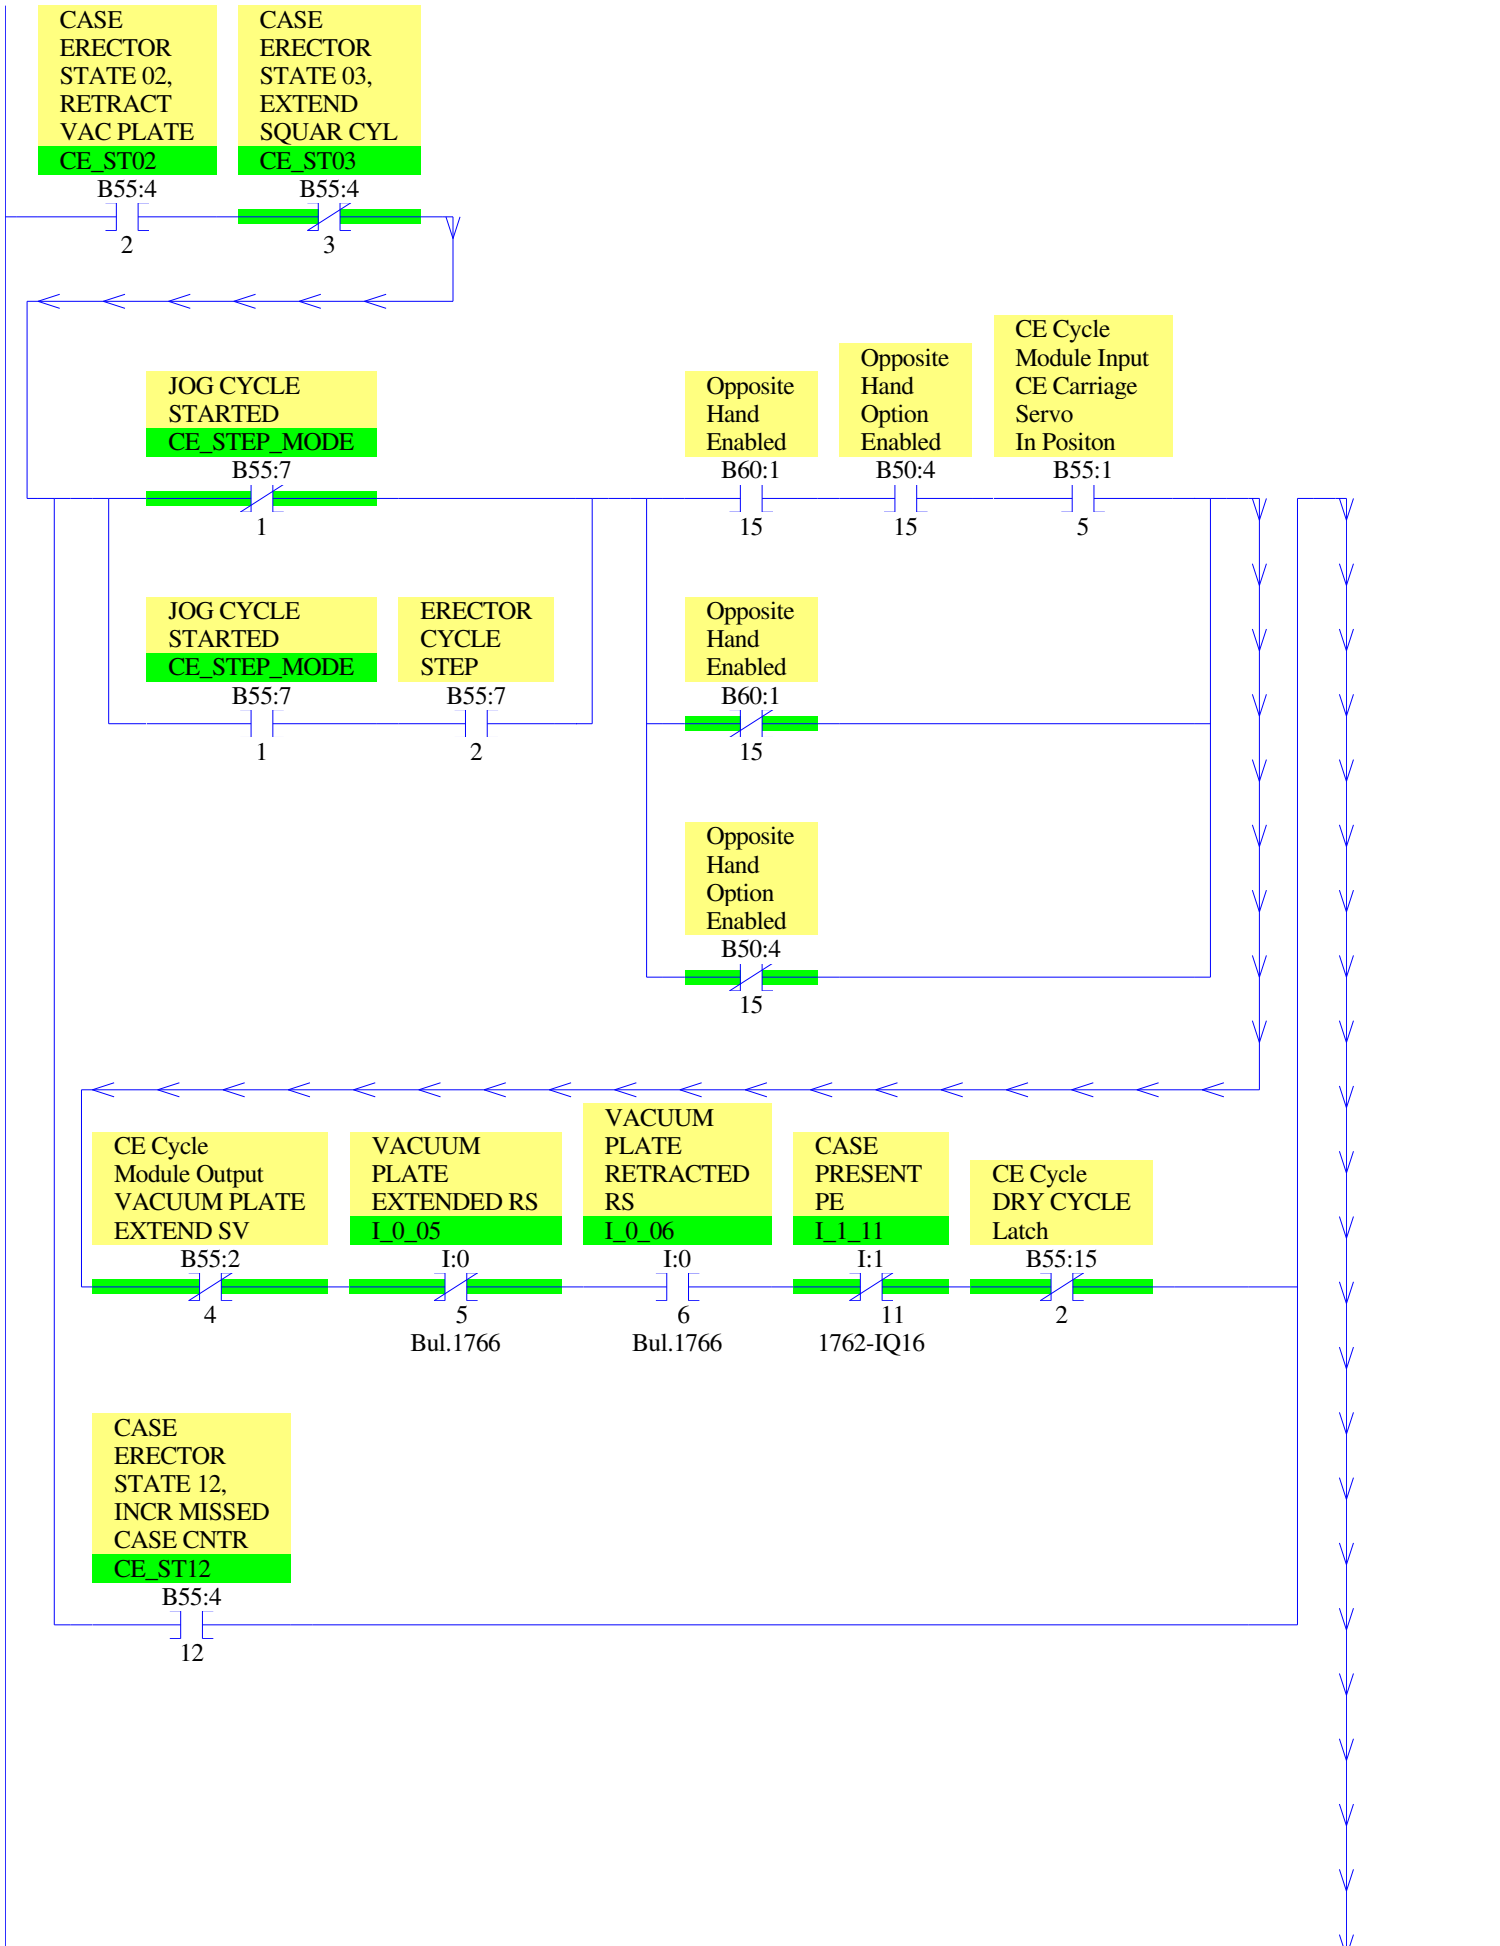 CASE
ERECTOR
STATE 02,
RETRACT
VAC PLATE
CE_ST02
B55:4
2
CASE
ERECTOR
STATE 03,
EXTEND
SQUAR CYL
CE_ST03
B55:4
3
JOG CYCLE
STARTED
CE_STEP_MODE
B55:7
1
Opposite
Hand
Enabled
B60:1
15
Opposite
Hand
Option
Enabled
B50:4
15
CE Cycle
Module Input
CE Carriage
Servo
In Positon
B55:1
5
JOG CYCLE
STARTED
CE_STEP_MODE
B55:7
1
ERECTOR
CYCLE
STEP
B55:7
2
Opposite
Hand
Enabled
B60:1
15
Opposite
Hand
Option
Enabled
B50:4
15
CE Cycle
Module Output
VACUUM PLATE
EXTEND SV
B55:2
4
VACUUM
PLATE
EXTENDED RS
I_0_05
I:0
5
Bul.1766
VACUUM
PLATE
RETRACTED
RS
I_0_06
I:0
6
Bul.1766
CASE
PRESENT
PE
I_1_11
I:1
11
1762-IQ16
CE Cycle
DRY CYCLE
Latch
B55:15
2
CASE
ERECTOR
STATE 12,
INCR MISSED
CASE CNTR
CE_ST12
B55:4
12